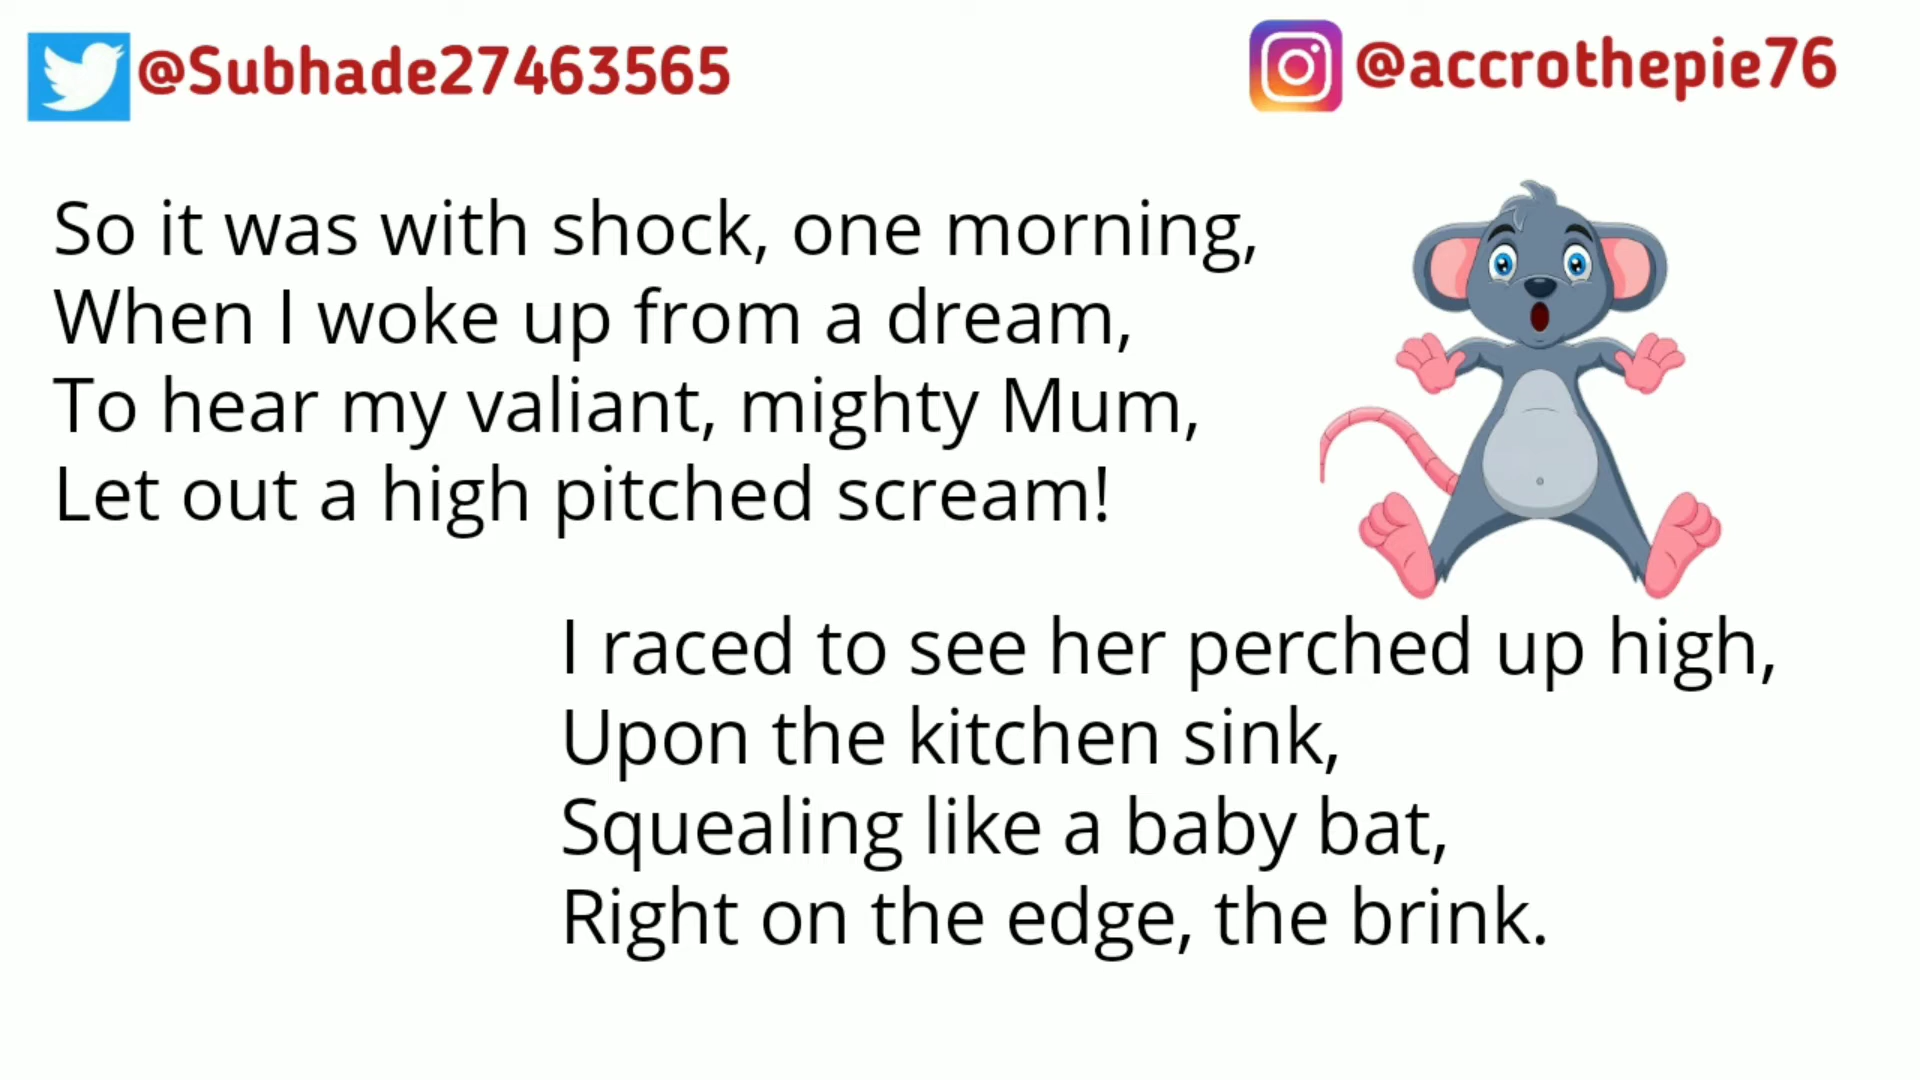 @Subhade27463565
@accrothepie76
So it was with shock, one morning,
When I woke up from a dream,
To hear my valiant, mighty Mum,
Let out a high pitched scream!
I raced to see her perched up high,
Upon the kitchen sink,
Squealing like a baby bat,
Right on the edge, the brink.